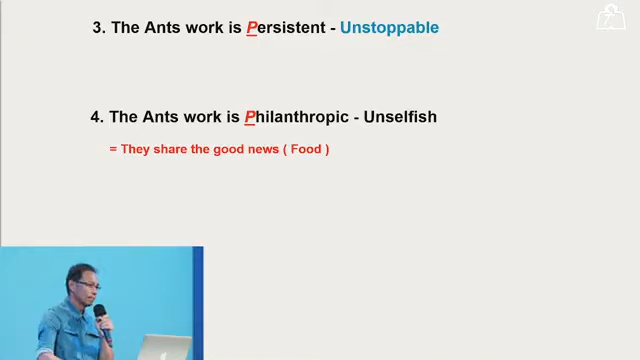 3. The Ants work is Persistent - Unstoppable
4. The Ants work is Philanthropic - Unselfish
= They share the good news ( Food )